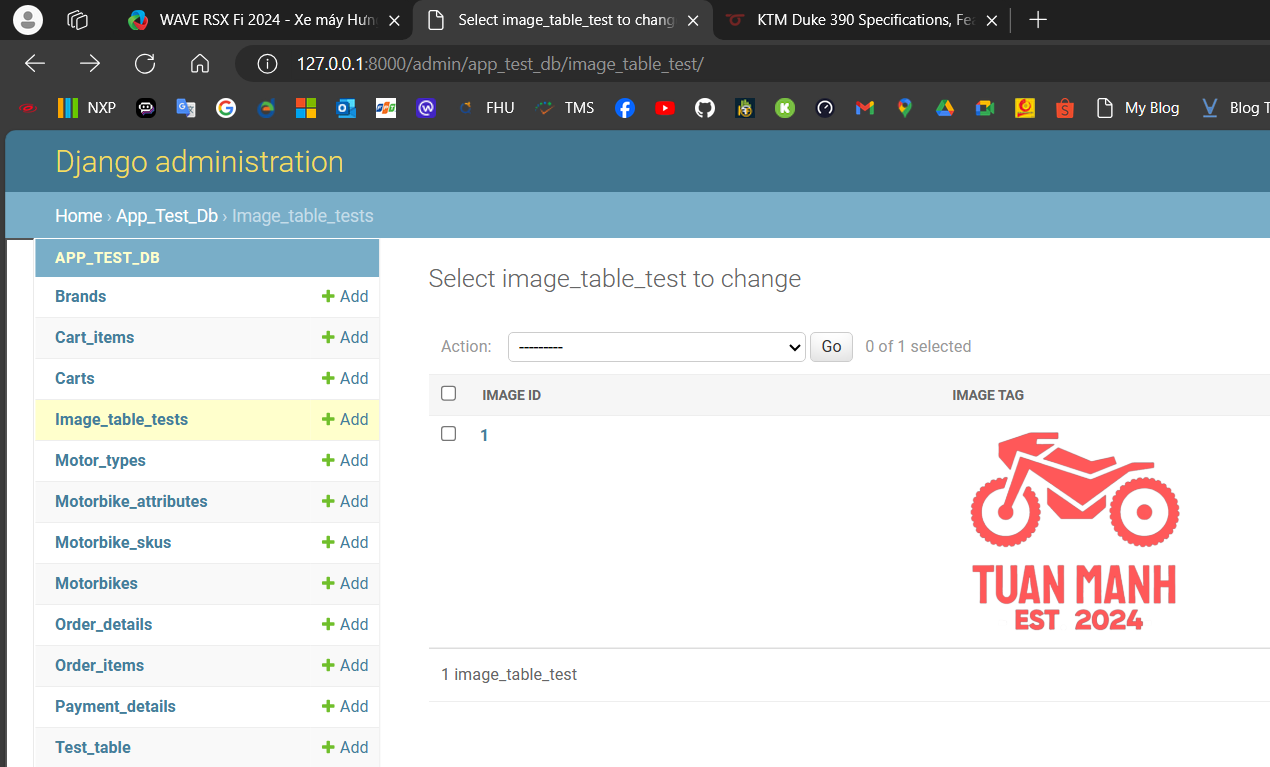 WAVE RSX Fi 2024 - Xe máy Hưn
Select image_table_test to chang
KTM Duke 390 Specifications, Fea
127.0.0.1:8000/admin/app_test_db/image_table_test/
NXP
FHU
TMS
My Blog
Blog T
Django administration
Home › App_Test_Db › Image_table_tests
APP_TEST_DB
Brands + Add
Cart_items + Add
Carts + Add
Image_table_tests + Add
Motor_types + Add
Motorbike_attributes + Add
Motorbike_skus + Add
Motorbikes + Add
Order_details + Add
Order_items + Add
Payment_details + Add
Test_table + Add
Select image_table_test to change
Action: --------- Go 0 of 1 selected
IMAGE ID IMAGE TAG
1
TUAN MANH
EST 2024
1 image_table_test